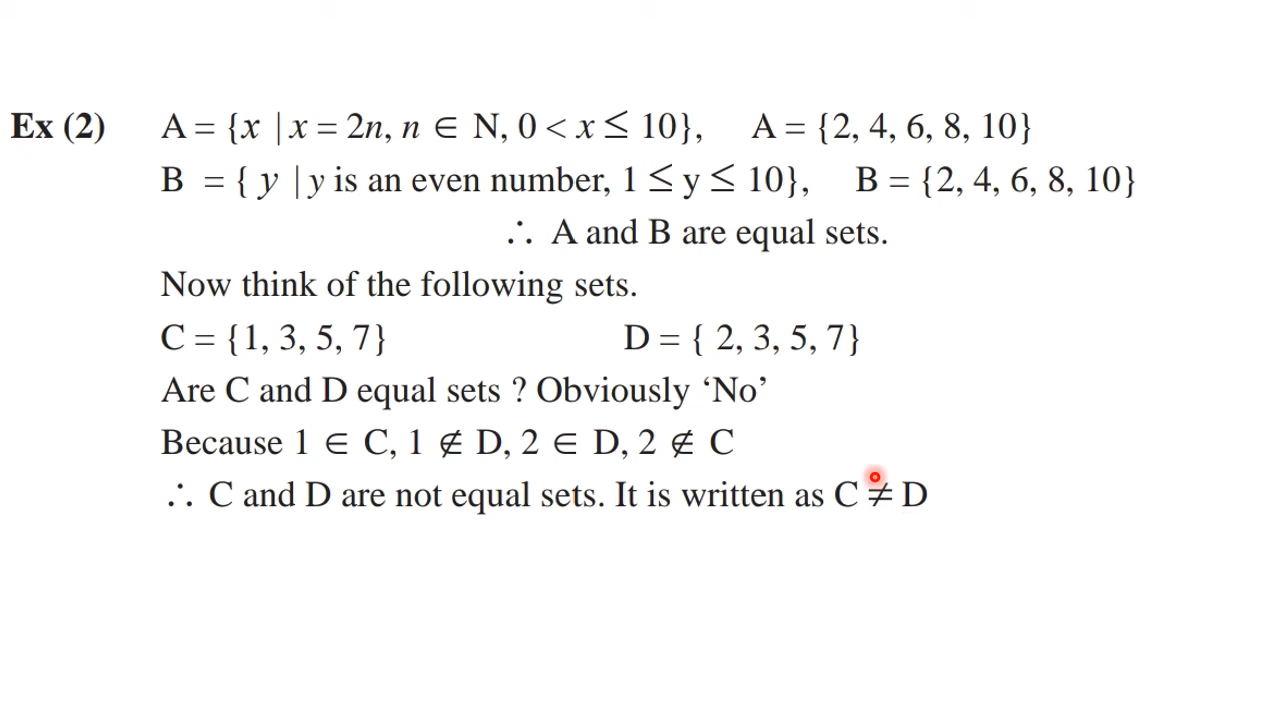 Ex (2) A = {x | x = 2n, n ∈ N, 0 < x ≤ 10}, A = {2, 4, 6, 8, 10}
B = { y | y is an even number, 1 ≤ y ≤ 10}, B = {2, 4, 6, 8, 10}
∴ A and B are equal sets.
Now think of the following sets.
C = {1, 3, 5, 7} D = { 2, 3, 5, 7}
Are C and D equal sets ? Obviously ‘No’
Because 1 ∈ C, 1 ∉ D, 2 ∈ D, 2 ∉ C
∴ C and D are not equal sets. It is written as C ≠ D